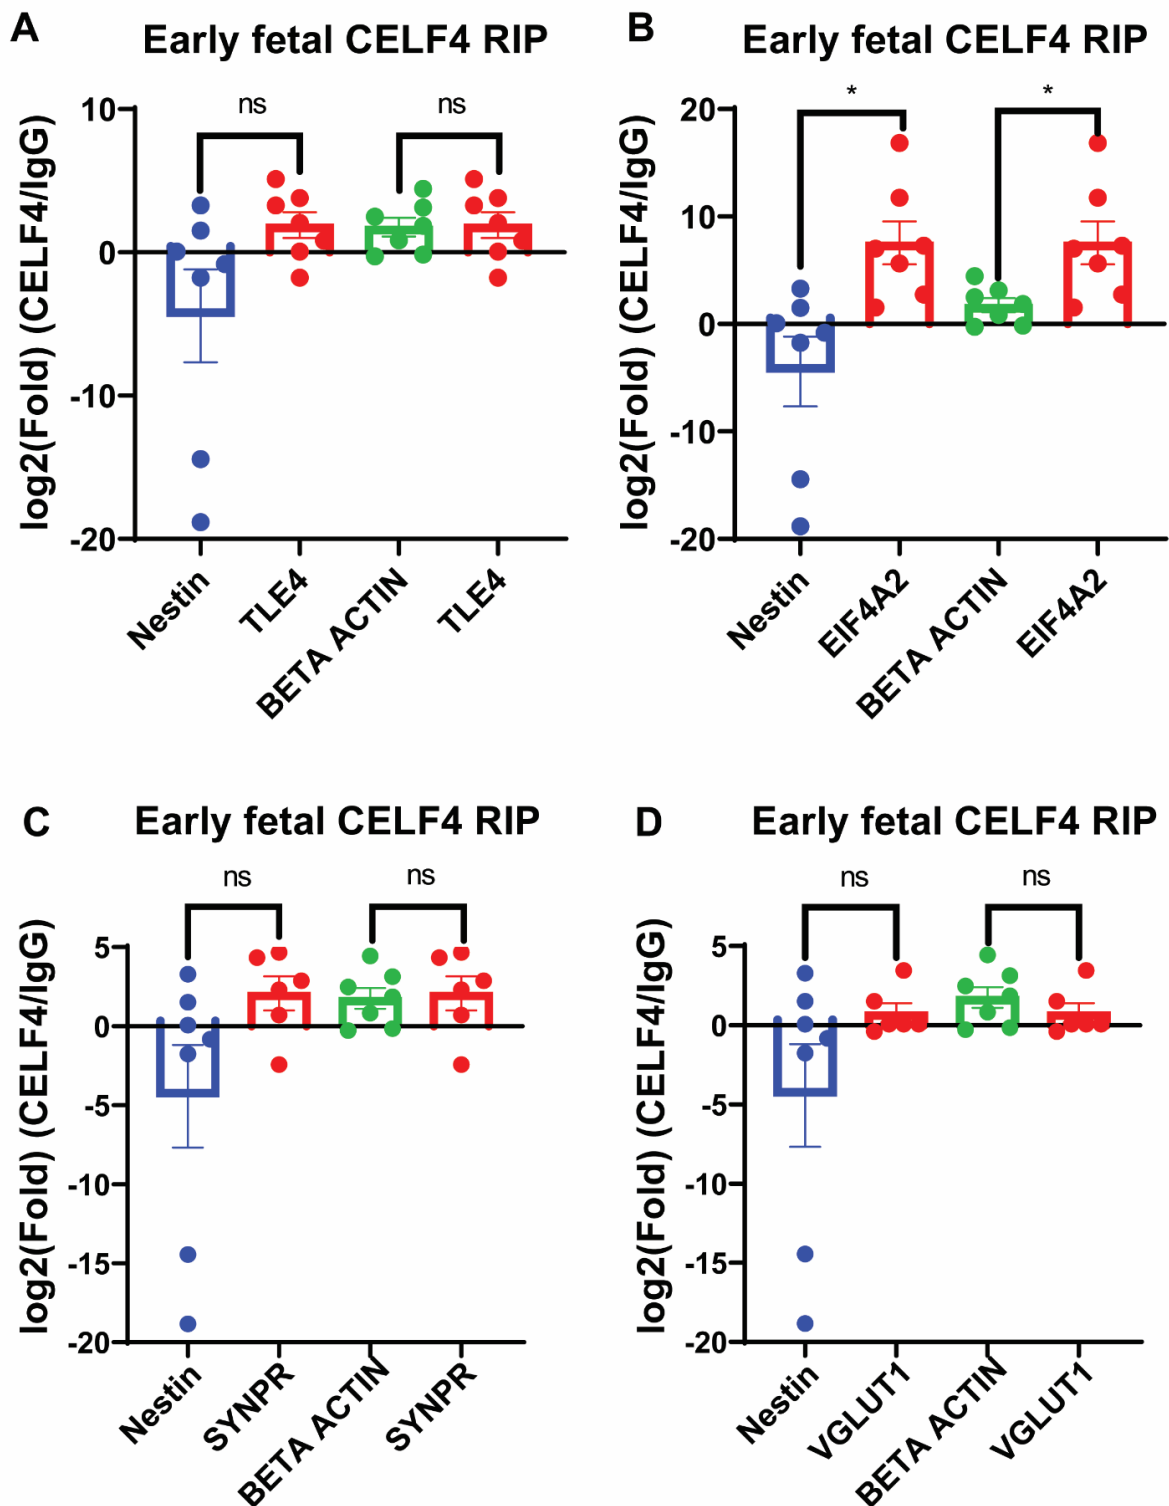 A
Early fetal CELF4 RIP
log2(Fold) (CELF4/IgG)
10
0
-10
-20
ns
ns
Nestin
TLE4
BETA ACTIN
TLE4
B
Early fetal CELF4 RIP
log2(Fold) (CELF4/IgG)
20
10
0
-10
-20
*
*
Nestin
EIF4A2
BETA ACTIN
EIF4A2
C
Early fetal CELF4 RIP
log2(Fold) (CELF4/IgG)
5
0
-5
-10
-15
-20
ns
ns
Nestin
SYNPR
BETA ACTIN
SYNPR
D
Early fetal CELF4 RIP
log2(Fold) (CELF4/IgG)
5
0
-5
-10
-15
-20
ns
ns
Nestin
VGLUT1
BETA ACTIN
VGLUT1